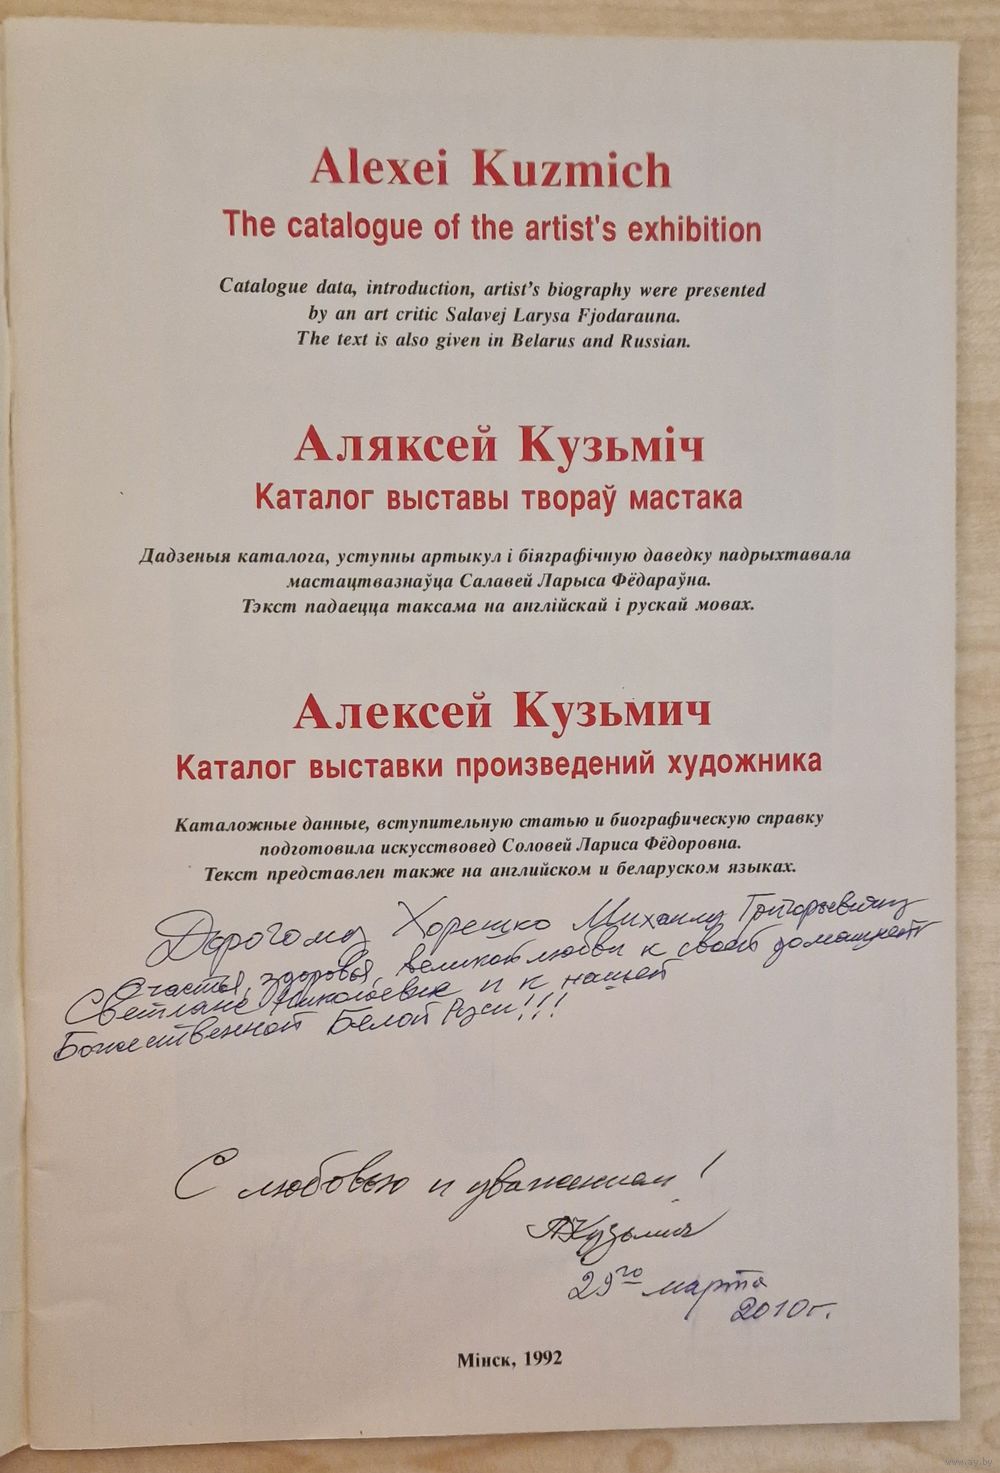 Alexei Kuzmich
The catalogue of the artist's exhibition
Catalogue data, introduction, artist's biography were presented
by an art critic Salavej Larysa Fjodarauna.
The text is also given in Belarus and Russian.
Аляксей Кузьміч
Каталог выставы твораў мастака
Дадзеныя каталога, уступны артыкул і біяграфічную даведку падрыхтавала
мастацтвазнаўца Салавей Ларыса Фёдараўна.
Тэкст падаецца таксама на англійскай і рускай мовах.
Алексей Кузьмич
Каталог выставки произведений художника
Каталожные данные, вступительную статью и биографическую справку
подготовила искусствовед Соловей Лариса Фёдоровна.
Текст представлен также на английском и беларуском языках.
Дорогому Хорешко Михаилу Григорьевичу
Счастья, здоровья, великой любви к своей домашней
Светлане Николаевне и к нашей
Божественной Белой Руси!!!
С любовью и уважением!
АКузьмич
29го марта
2010г.
Мінск, 1992
www.ay.by